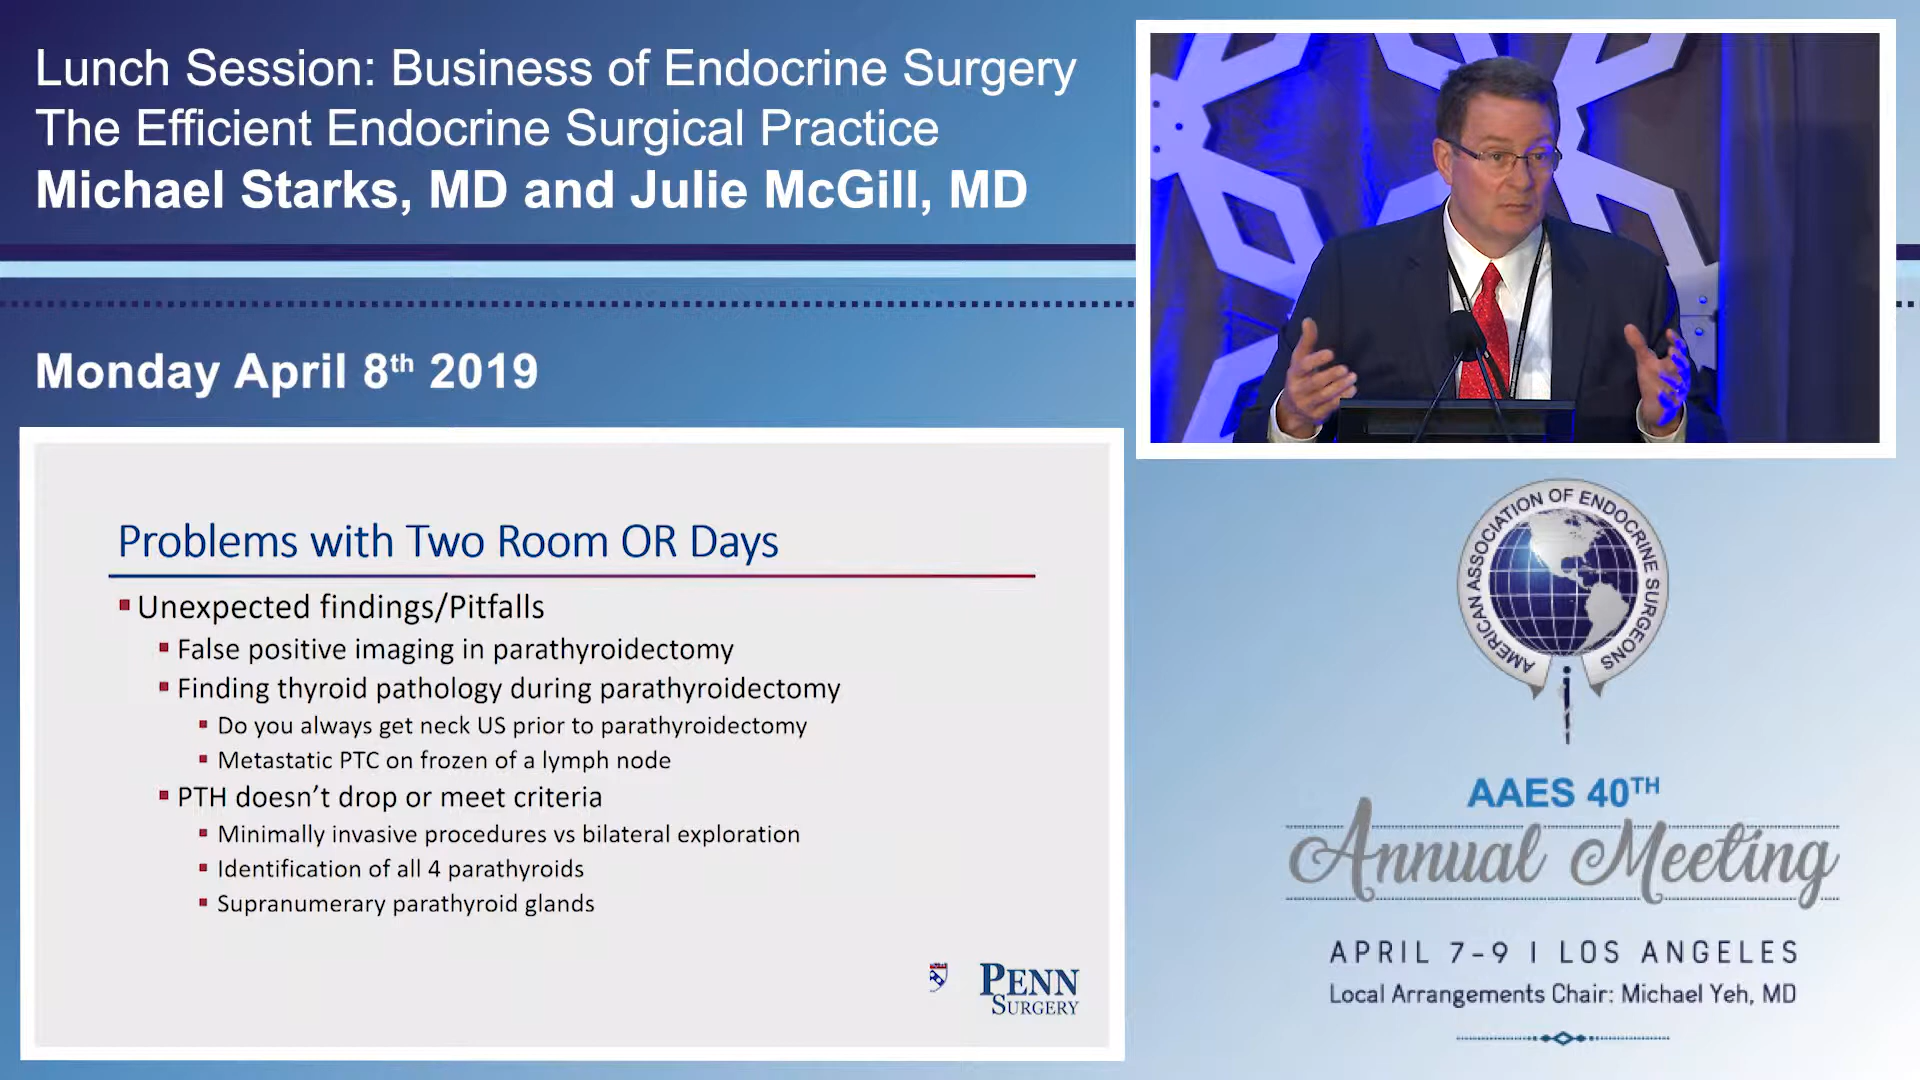 Lunch Session: Business of Endocrine Surgery
The Efficient Endocrine Surgical Practice
Michael Starks, MD and Julie McGill, MD
Monday April 8th 2019
Problems with Two Room OR Days
Unexpected findings/Pitfalls
False positive imaging in parathyroidectomy
Finding thyroid pathology during parathyroidectomy
Do you always get neck US prior to parathyroidectomy
Metastatic PTC on frozen of a lymph node
PTH doesn’t drop or meet criteria
Minimally invasive procedures vs bilateral exploration
Identification of all 4 parathyroids
Supranumerary parathyroid glands
PENN
SURGERY
AMERICAN ASSOCIATION OF ENDOCRINE SURGEONS
AAES 40TH
Annual Meeting
APRIL 7-9 | LOS ANGELES
Local Arrangements Chair: Michael Yeh, MD